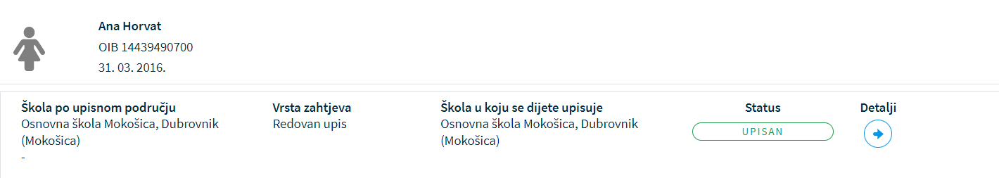 Ana Horvat
OIB 14439490700
31. 03. 2016.
Škola po upisnom području
Osnovna škola Mokošica, Dubrovnik
(Mokošica)
-
Vrsta zahtjeva
Redovan upis
Škola u koju se dijete upisuje
Osnovna škola Mokošica, Dubrovnik
(Mokošica)
Status
UPISAN
Detalji